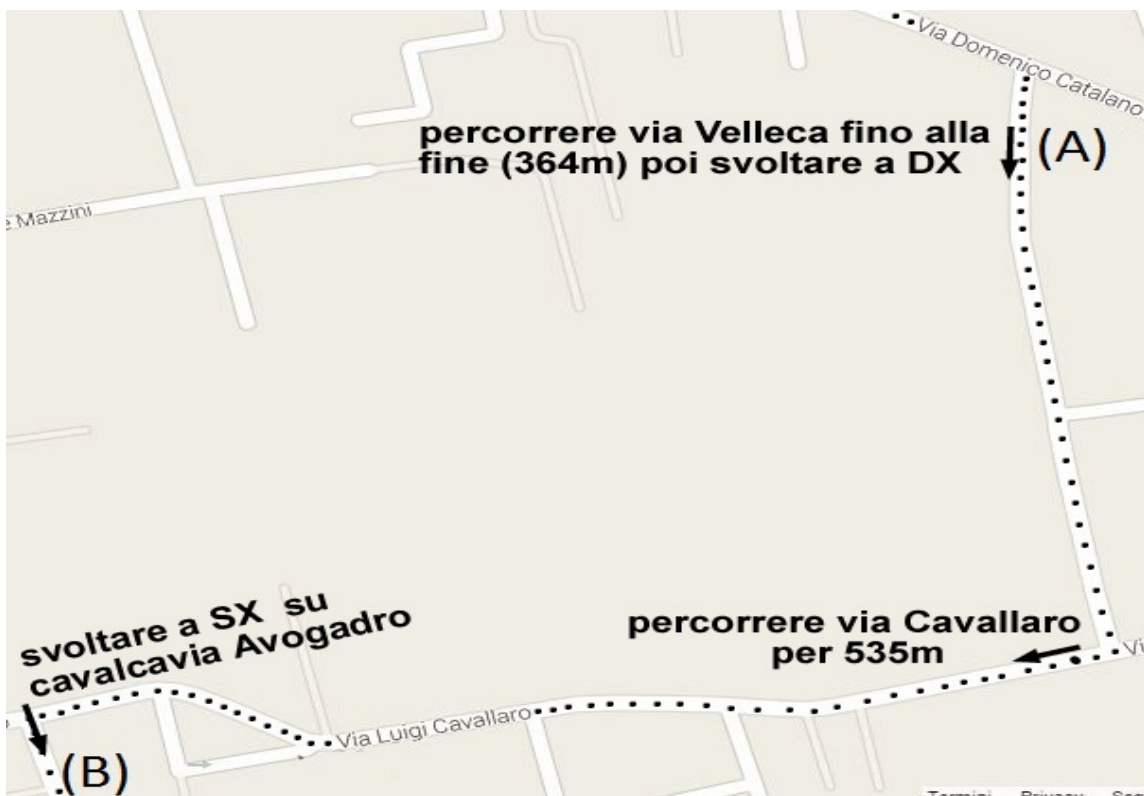 Via Domenico Catalano
percorrere via Velleca fino alla
fine (364m) poi svoltare a DX
(A)
e Mazzini
svoltare a SX su
cavalcavia Avogadro
percorrere via Cavallaro
per 535m
Via Luigi Cavallaro
(B)